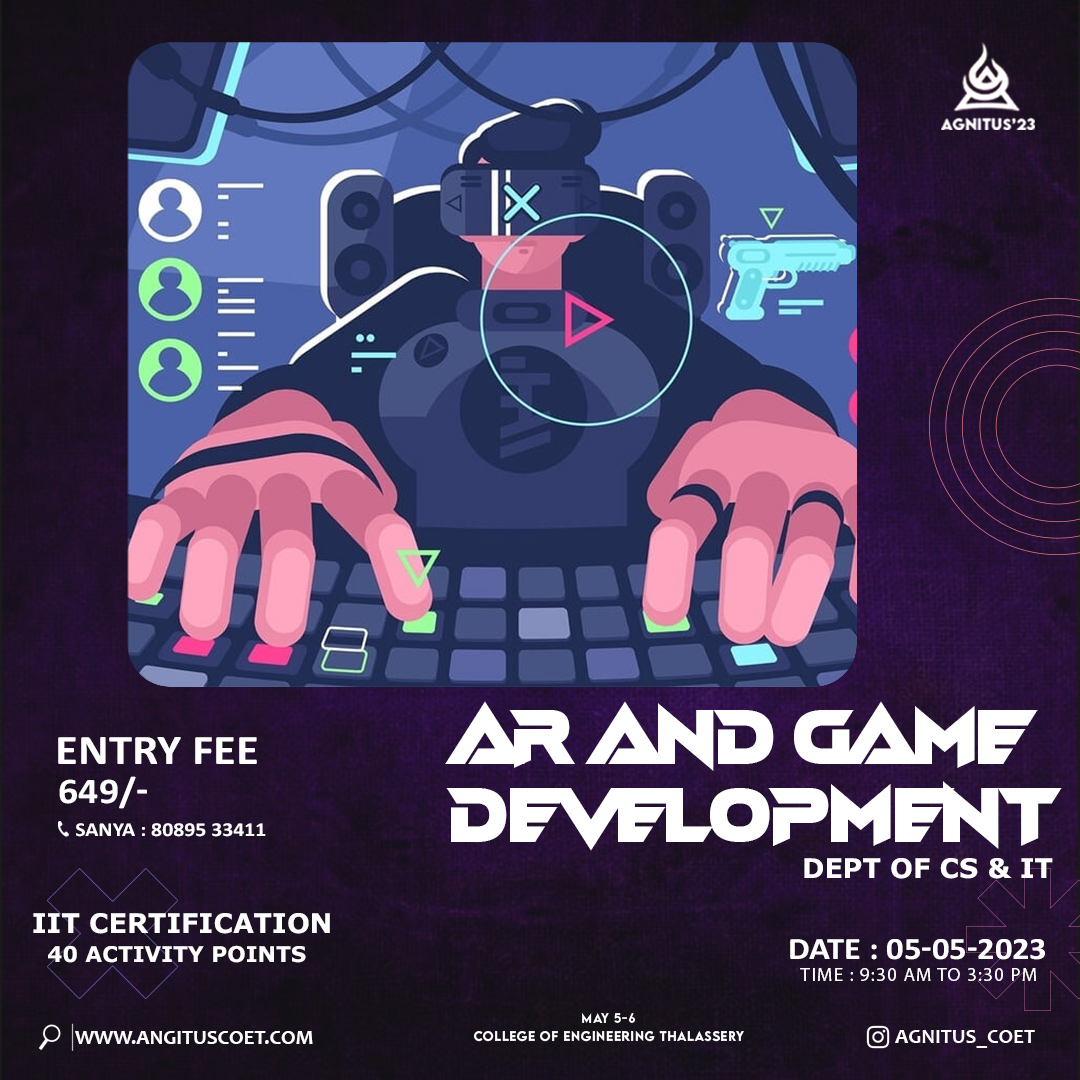 AGNITUS'23
AR AND GAME
DEVELOPMENT
DEPT OF CS & IT
ENTRY FEE
649/-
SANYA : 80895 33411
IIT CERTIFICATION
40 ACTIVITY POINTS
DATE : 05-05-2023
TIME : 9:30 AM TO 3:30 PM
WWW.ANGITUSCOET.COM
MAY 5-6
COLLEGE OF ENGINEERING THALASSERY
AGNITUS_COET